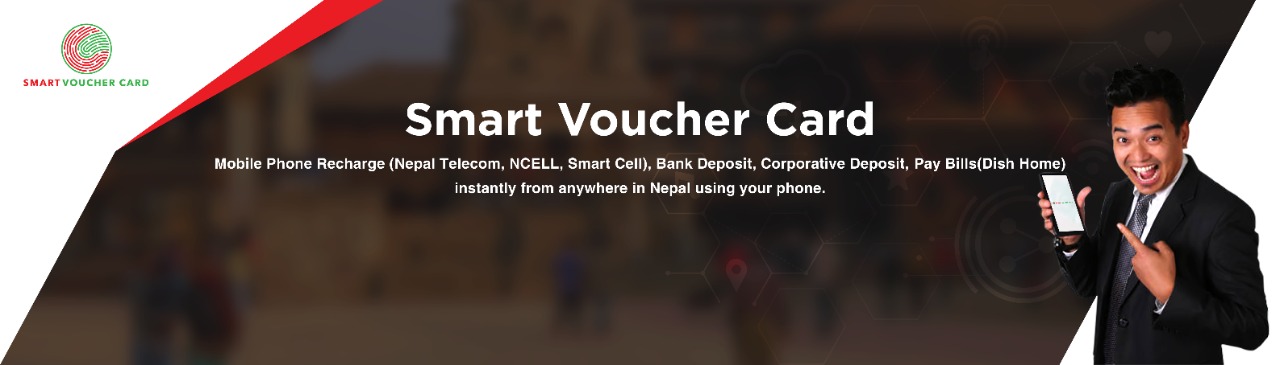 SMART VOUCHER CARD
Smart Voucher Card
Mobile Phone Recharge (Nepal Telecom, NCELL, Smart Cell), Bank Deposit, Corporative Deposit, Pay Bills(Dish Home)
instantly from anywhere in Nepal using your phone.